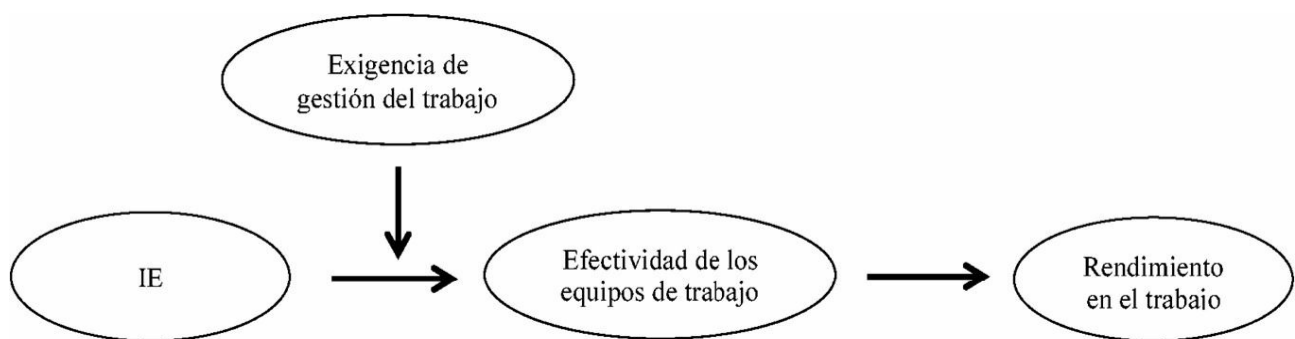 Exigencia de
gestión del trabajo
IE
Efectividad de los
equipos de trabajo
Rendimiento
en el trabajo